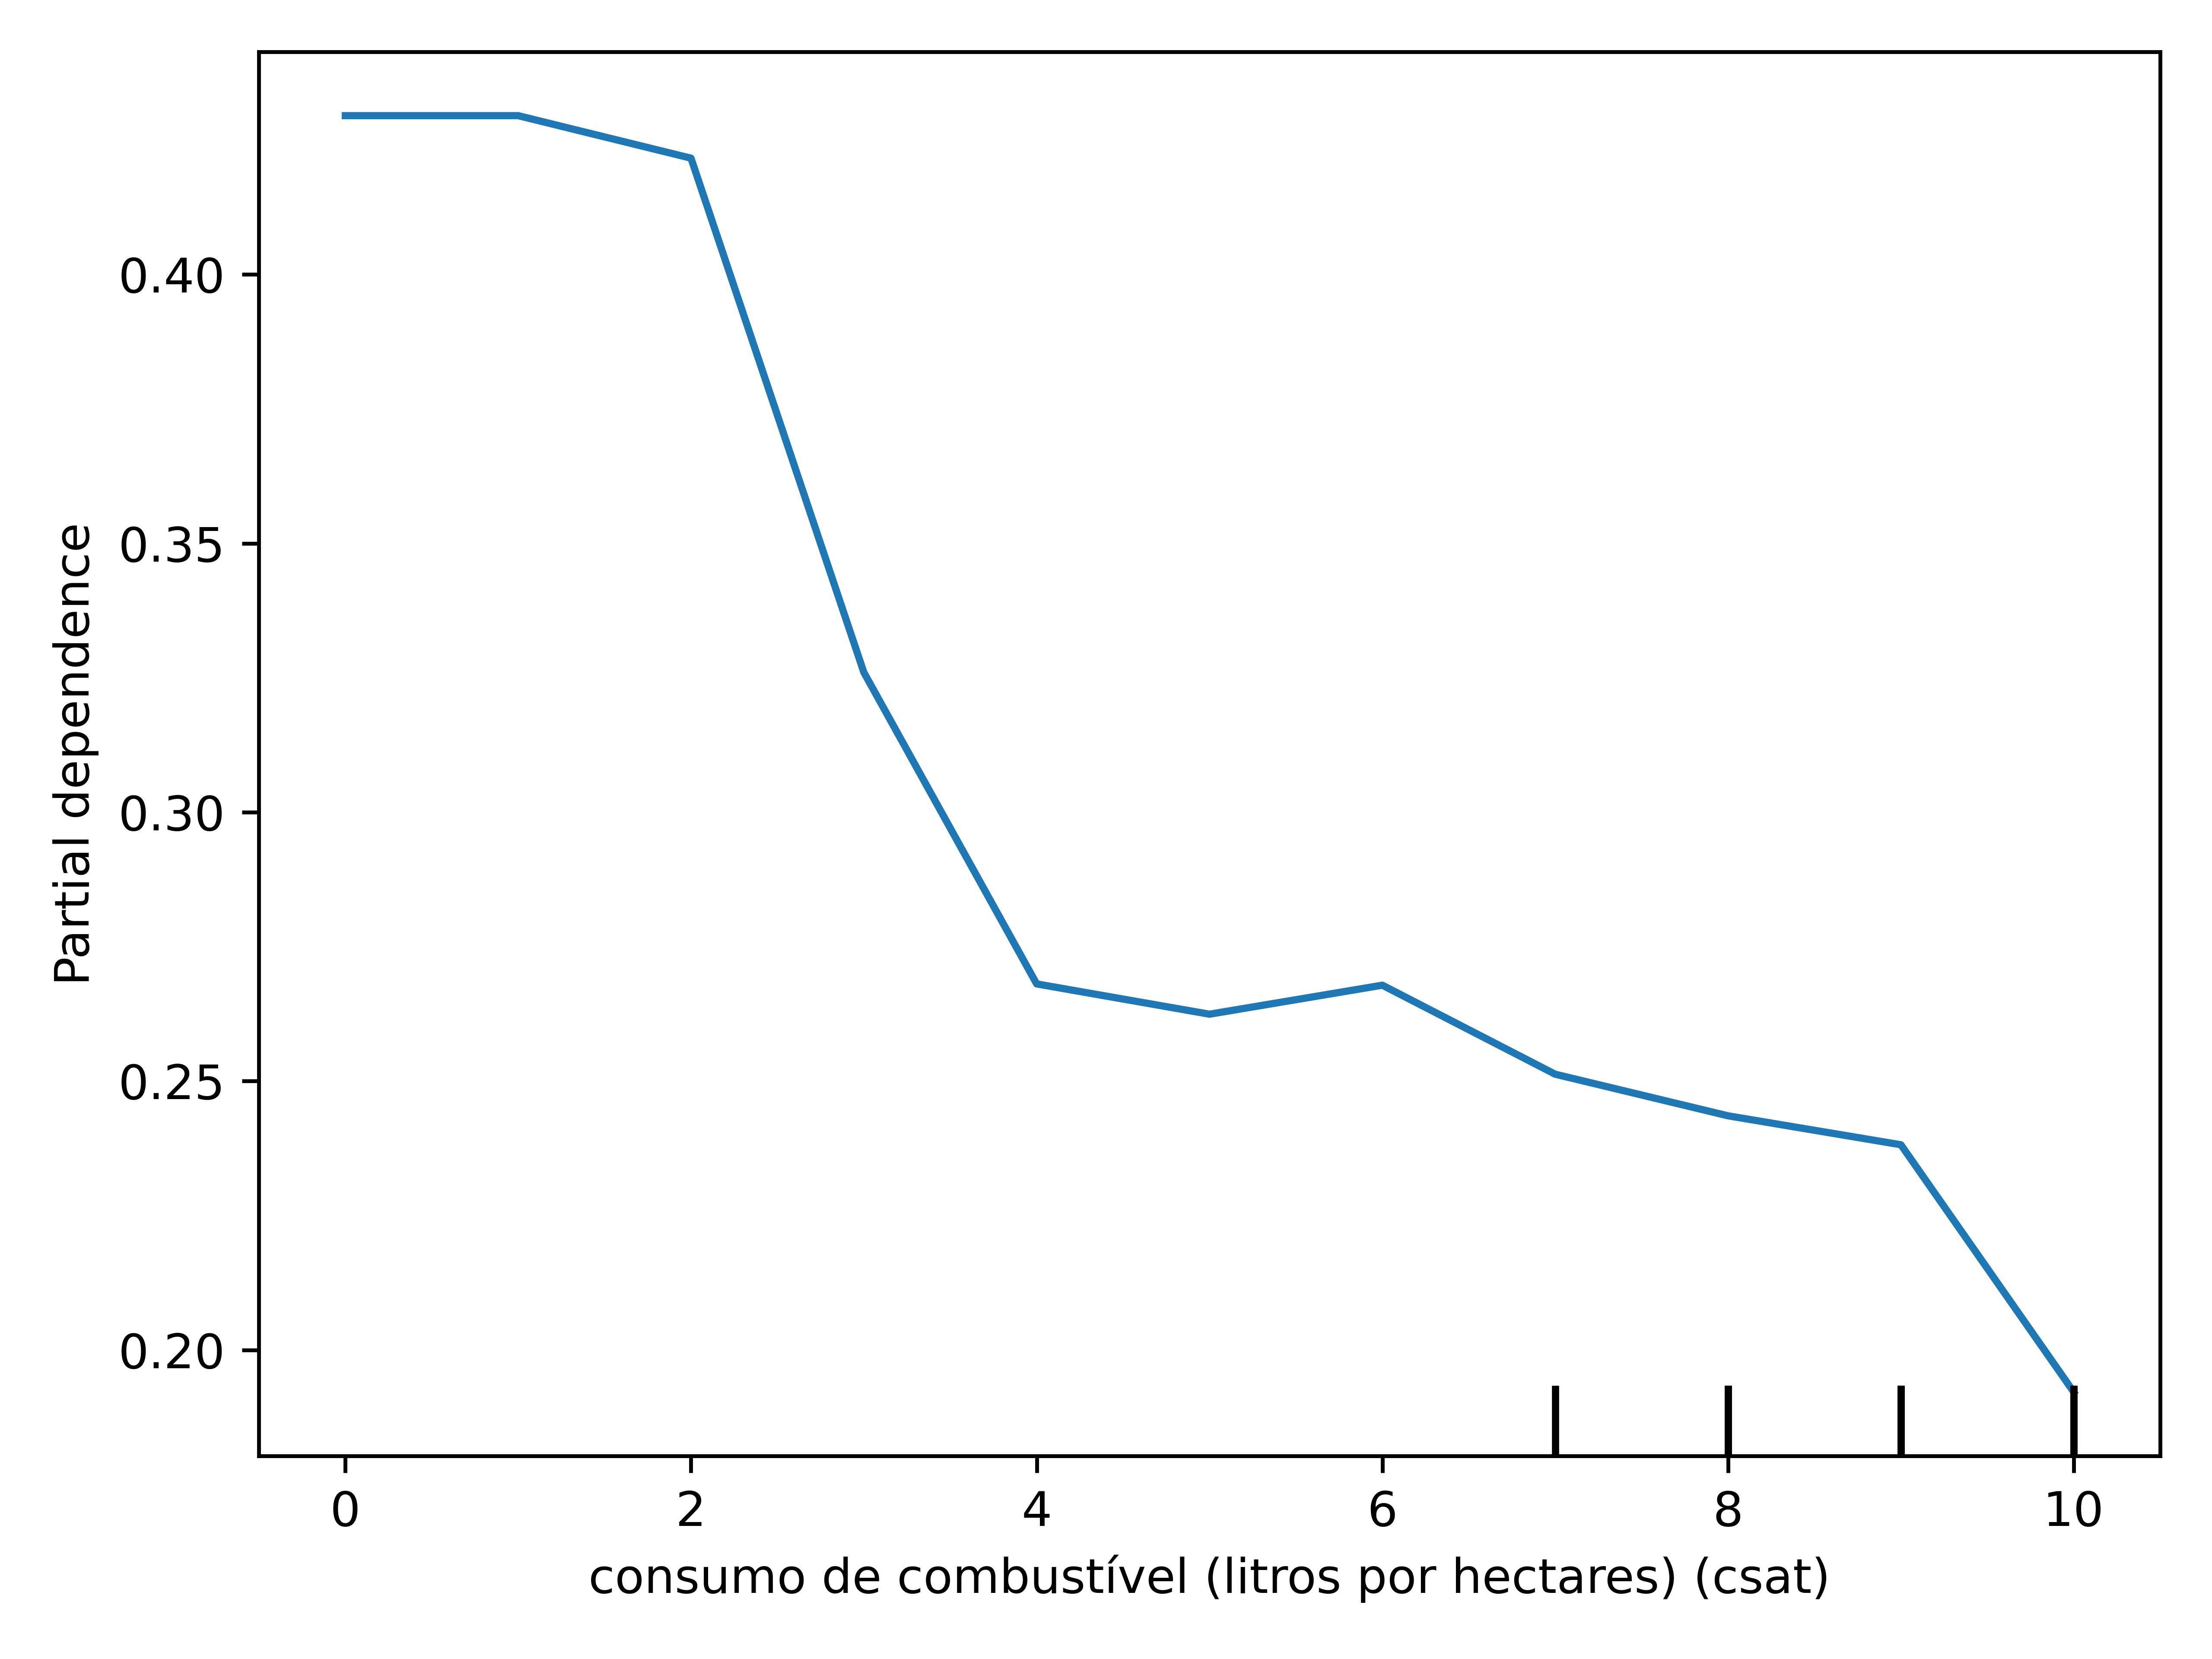 Partial dependence
0.40
0.35
0.30
0.25
0.20
0 2 4 6 8 10
consumo de combustível (litros por hectares) (csat)